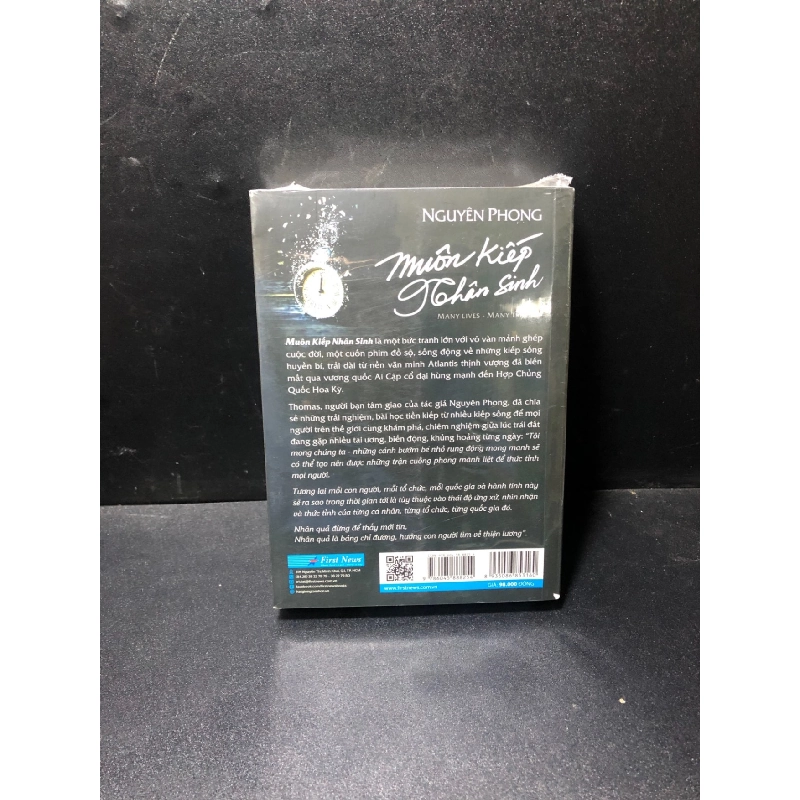 NGUYÊN PHONG
Muôn Kiếp
Nhân Sinh
MANY LIVES - MANY
Muôn Kiếp Nhân Sinh là một bức tranh lớn với vô vàn mảnh ghép
cuộc đời, một cuốn phim đồ sộ, sống động về những kiếp sống
huyền bí, trải dài từ nền văn minh Atlantis thịnh vượng đã biến
mất qua vương quốc Ai Cập cổ đại hùng mạnh đến Hợp Chủng
Quốc Hoa Kỳ.
Thomas, người bạn tâm giao của tác giả Nguyên Phong, đã chia
sẻ những trải nghiệm, bài học tiền kiếp từ nhiều kiếp sống để mọi
người trên thế giới cùng khám phá, chiêm nghiệm giữa lúc trái đất
đang gặp nhiều tai ương, biến động, khủng hoảng từng ngày: “Tôi
mong chúng ta - những cánh bướm bé nhỏ rung động mong manh sẽ
có thể tạo nên được những trận cuồng phong mãnh liệt để thức tỉnh
mọi người.
Tương lai mỗi con người, mỗi tổ chức, mỗi quốc gia và hành tinh này
sẽ ra sao trong thời gian tới là tùy thuộc vào thái độ ứng xử, nhìn nhận
và thức tỉnh của từng cá nhân, từng tổ chức, từng quốc gia đó.
Nhân quả đừng để thấy mới tin,
Nhân quả là bảng chỉ đường, hướng con người tìm về thiện lương”.
First News
www.firstnews.com.vn
GIÁ: 98.000 ĐỒNG